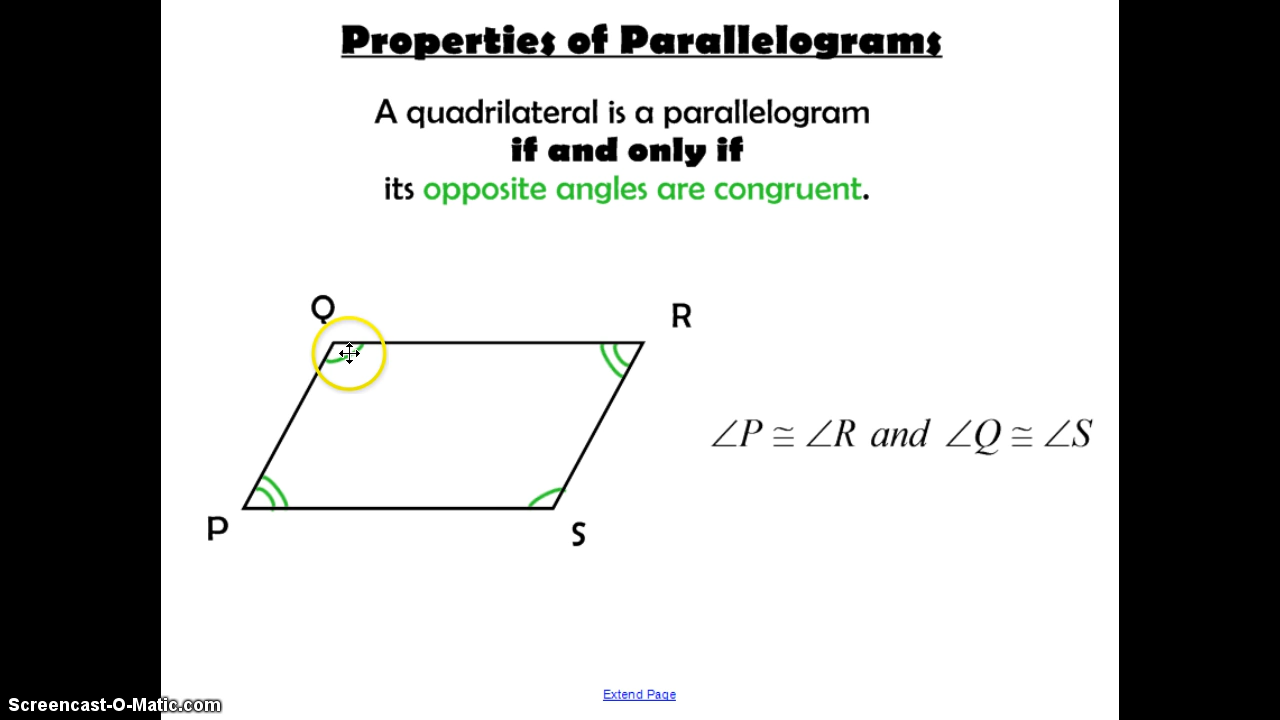 Properties of Parallelograms
A quadrilateral is a parallelogram
if and only if
its opposite angles are congruent.
Q
R
∠P ≅ ∠R and ∠Q ≅ ∠S
P
S
Extend Page
Screencast-O-Matic.com